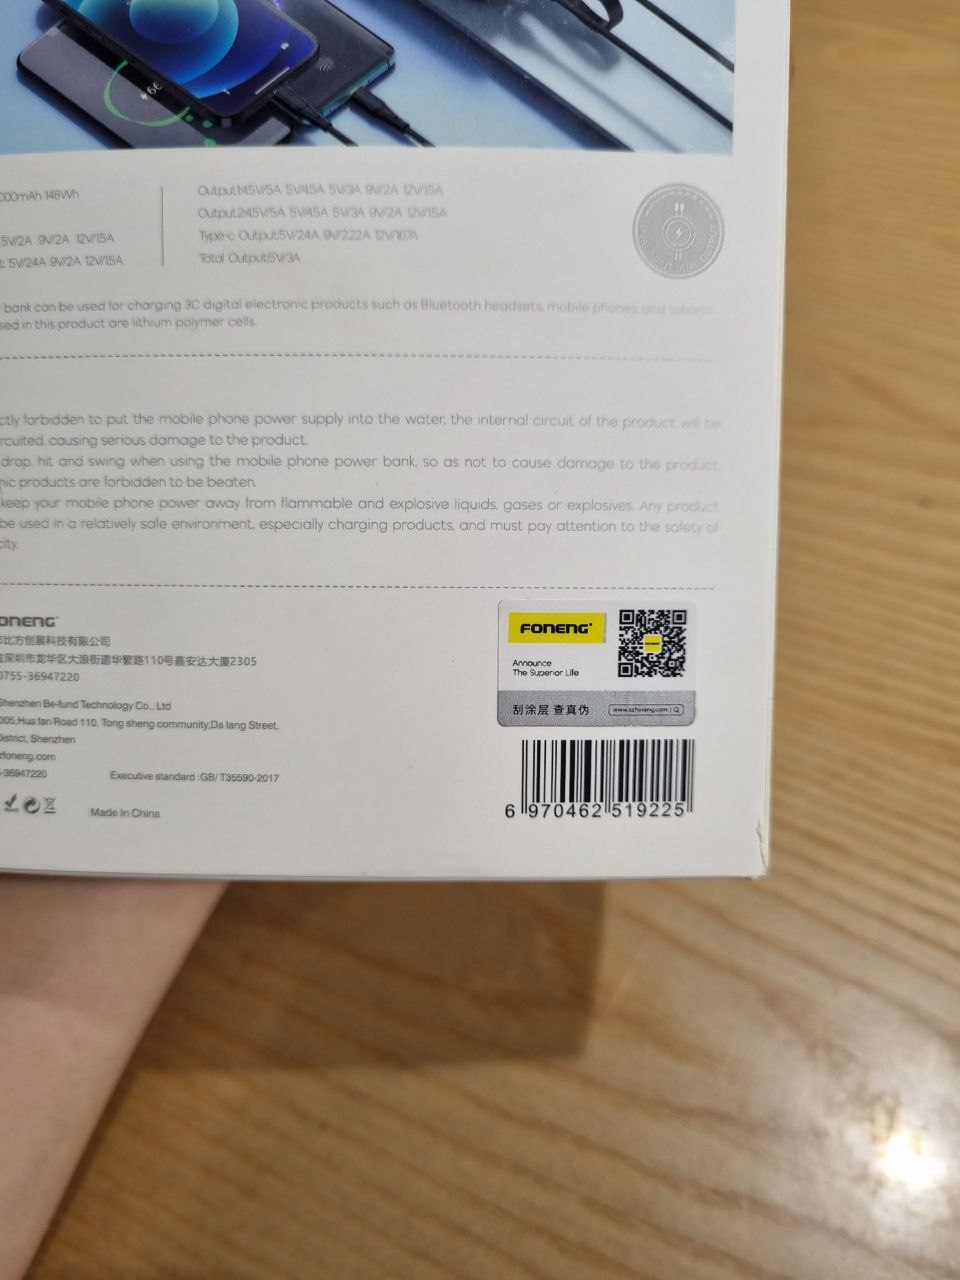 66
000mAh 148Wh
5V/2A 9V/2A 12V/1.5A
: 5V/2.4A 9V/2A 12V/1.5A
Output1:4.5V/5A 5V/4.5A 5V/3A 9V/2A 12V/1.5A
Output2:4.5V/5A 5V/4.5A 5V/3A 9V/2A 12V/1.5A
Type-c Output:5V/2.4A 9V/2.22A 12V/1.67A
Total Output:5V/3A
DUAL INPUT DUAL OUTPUT
bank can be used for charging 3C digital electronic products such as Bluetooth headsets, mobile phones, and tablets.
sed in this product are lithium polymer cells.
ctly forbidden to put the mobile phone power supply into the water, the internal circuit of the product will be
rcuited, causing serious damage to the product.
drop, hit and swing when using the mobile phone power bank, so as not to cause damage to the product.
nic products are forbidden to be beaten.
keep your mobile phone power away from flammable and explosive liquids, gases or explosives. Any product
be used in a relatively safe environment, especially charging products, and must pay attention to the safety of
city.
ONENG
市比方创展科技有限公司
省深圳市龙华区大浪街道华繁路110号嘉安达大厦2305
0755-36947220
Shenzhen Be-fund Technology Co., Ltd
305,Hua fan Road 110, Tong sheng community,Da lang Street,
District, Shenzhen
zfoneng.com
-36947220
Executive standard :GB/T35590-2017
RoHS
Made In China
FONENG
Announce
The Superior Life
刮涂层 查真伪
www.szfoneng.com
6 970462 519225